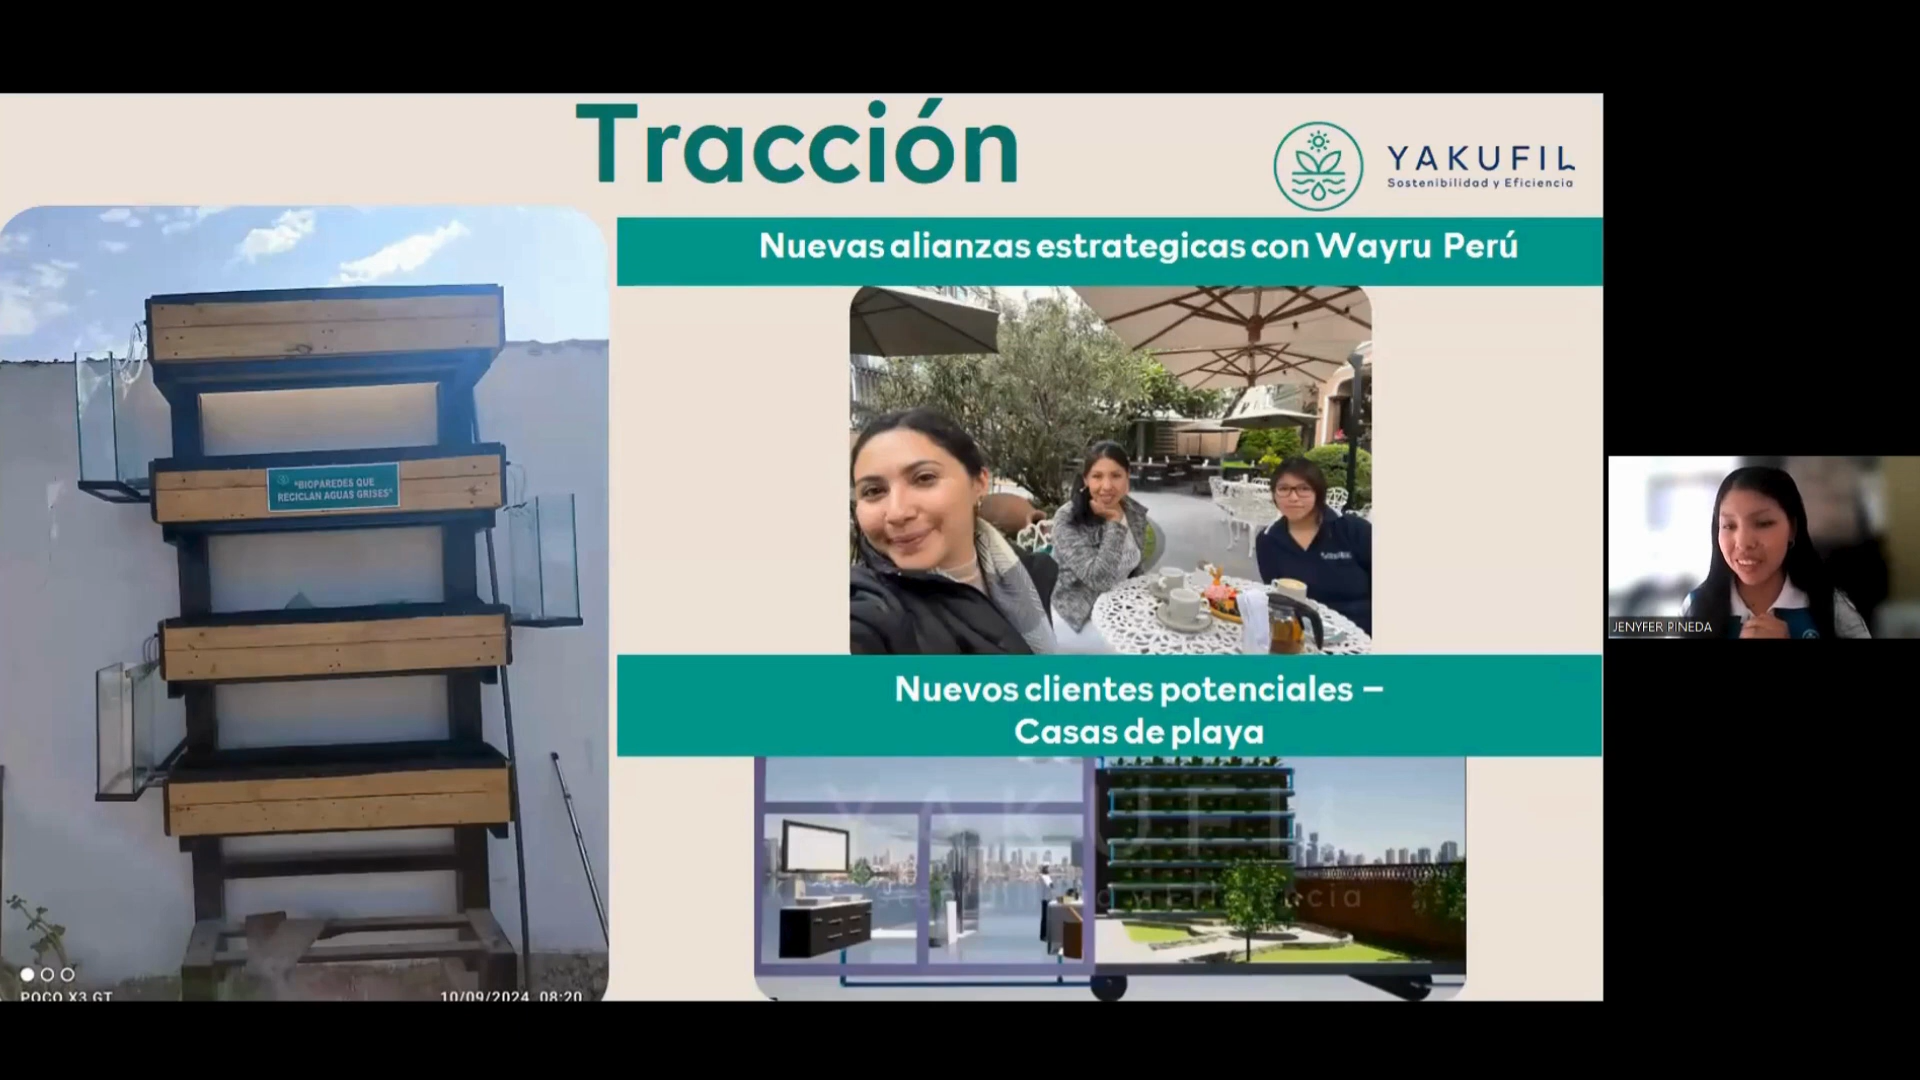 Tracción
YAKUFIL
Sostenibilidad y Eficiencia
Nuevas alianzas estrategicas con Wayru Perú
"BIOPAREDES QUE
RECICLAN AGUAS GRISES"
Nuevos clientes potenciales –
Casas de playa
YAKUFIL
POCO X3 GT
10/09/2024 08:20
JENYFER PINEDA